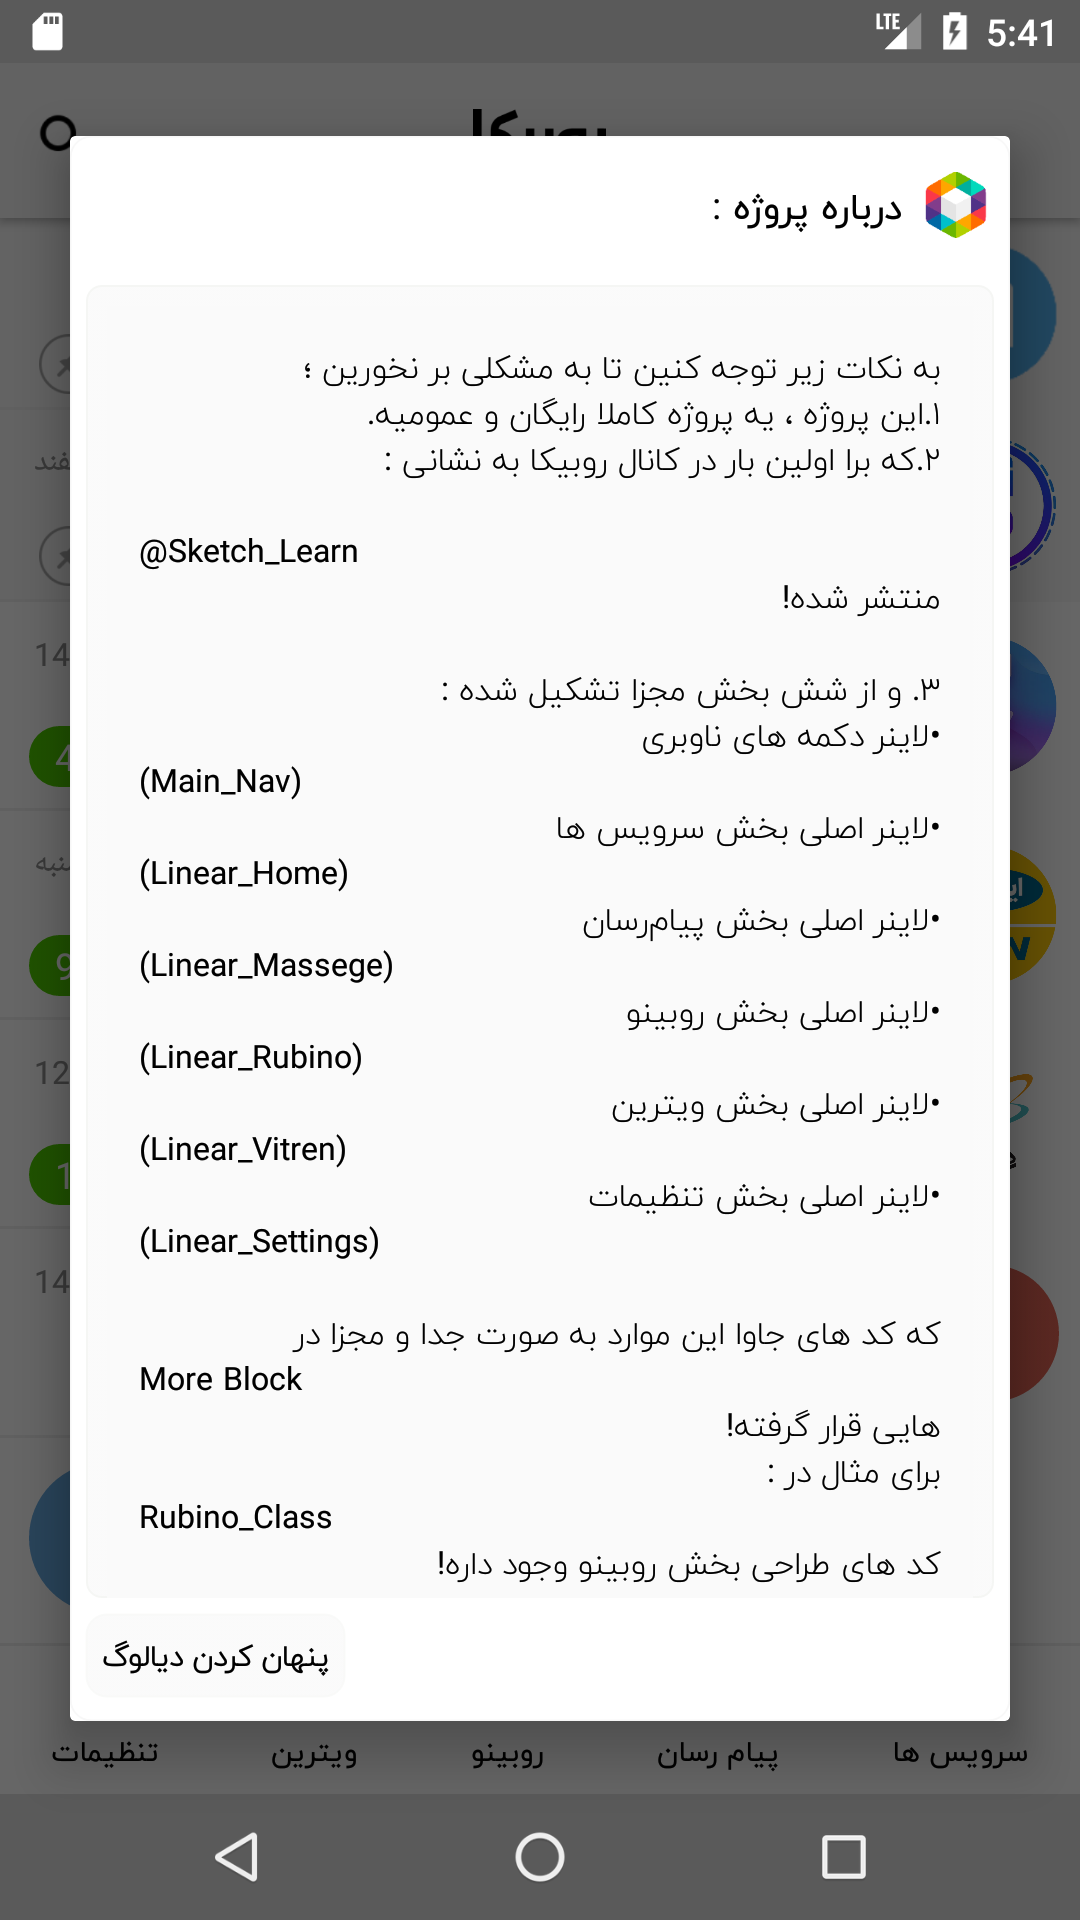 LTE 5:41
روبیکا
درباره پروژه :
به نکات زیر توجه کنین تا به مشکلی بر نخورین ؛
۱.این پروژه ، یه پروژه کاملا رایگان و عمومیه.
۲.که برا اولین بار در کانال روبیکا به نشانی :
@Sketch_Learn
منتشر شده!
۳. و از شش بخش مجزا تشکیل شده :
•لاینر دکمه های ناوبری
(Main_Nav)
•لاینر اصلی بخش سرویس ها
(Linear_Home)
•لاینر اصلی بخش پیام‌رسان
(Linear_Massege)
•لاینر اصلی بخش روبینو
(Linear_Rubino)
•لاینر اصلی بخش ویترین
(Linear_Vitren)
•لاینر اصلی بخش تنظیمات
(Linear_Settings)
که کد های جاوا این موارد به صورت جدا و مجزا در
More Block
هایی قرار گرفته!
برای مثال در :
Rubino_Class
کد های طراحی بخش روبینو وجود داره!
پنهان کردن دیالوگ
14
4
9
12
1
14
سرویس ها
پیام رسان
روبینو
ویترین
تنظیمات